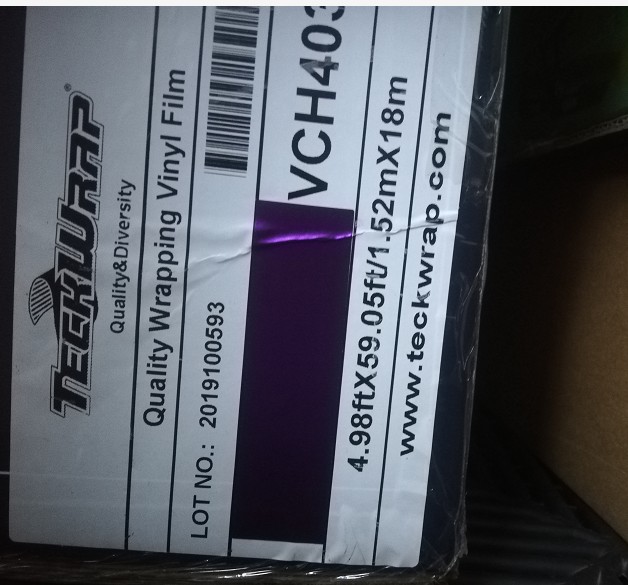 TECKWRAP®
Quality&Diversity
Quality Wrapping Vinyl Film
LOT NO.: 2019100593
VCH403
4.98ftX59.05ft/1.52mX18m
www.teckwrap.com